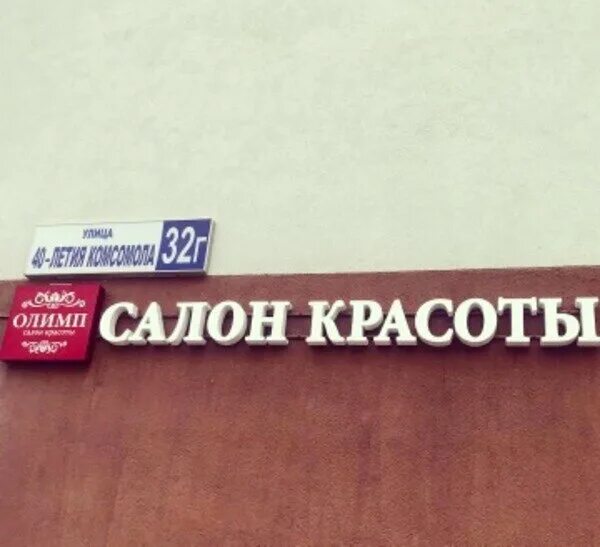 УЛИЦА
40-ЛЕТИЯ КОМСОМОЛА
32г
ОЛИМП
салон красоты
САЛОН КРАСОТЫ